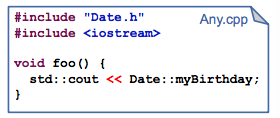 #include "Date.h"
Any.cpp
#include <iostream>
void foo() {
std::cout << Date::myBirthday;
}